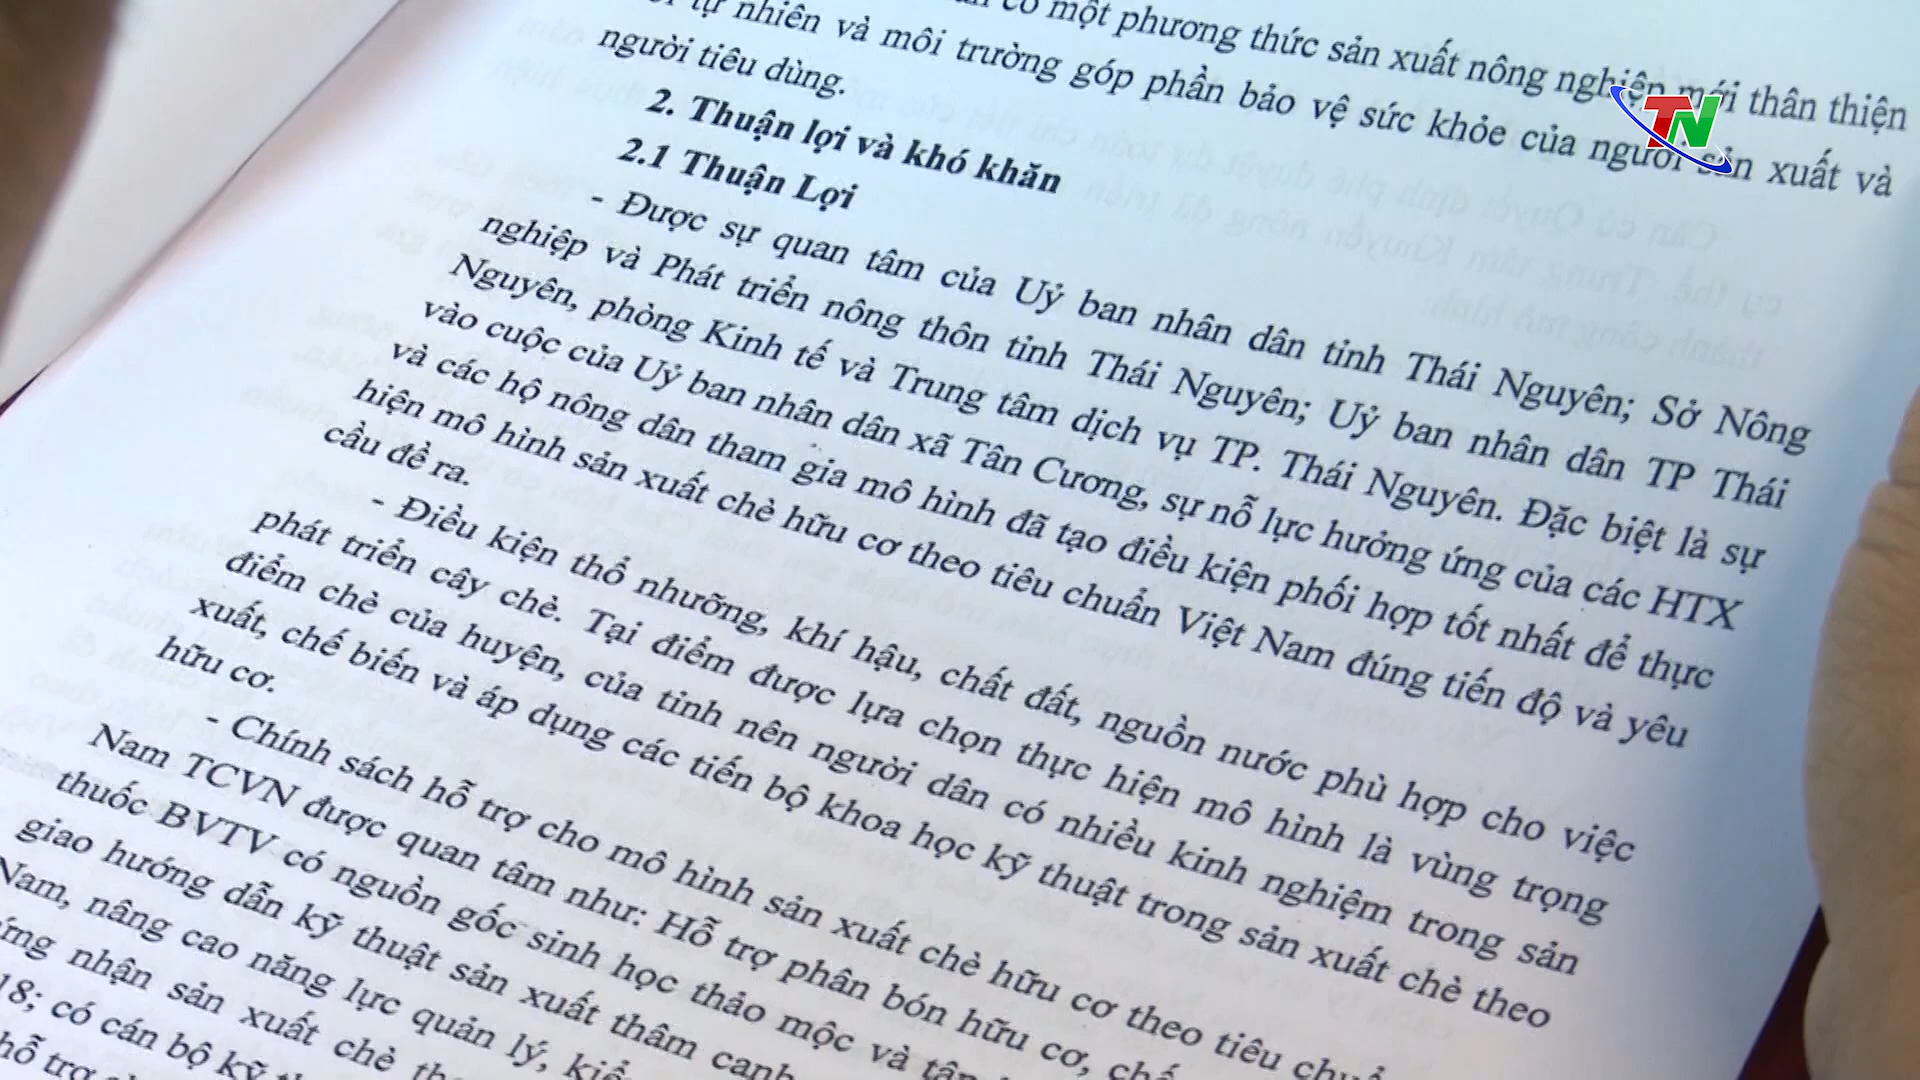 có một phương thức sản xuất nông nghiệp mới thân thiện
tự nhiên và môi trường góp phần bảo vệ sức khỏe của người sản xuất và
người tiêu dùng.
2. Thuận lợi và khó khăn
2.1 Thuận Lợi
- Được sự quan tâm của Uỷ ban nhân dân tỉnh Thái Nguyên; Sở Nông
nghiệp và Phát triển nông thôn tỉnh Thái Nguyên; Uỷ ban nhân dân TP Thái
Nguyên, phòng Kinh tế và Trung tâm dịch vụ TP. Thái Nguyên. Đặc biệt là sự
vào cuộc của Uỷ ban nhân dân xã Tân Cương, sự nỗ lực hưởng ứng của các HTX
và các hộ nông dân tham gia mô hình đã tạo điều kiện phối hợp tốt nhất để thực
hiện mô hình sản xuất chè hữu cơ theo tiêu chuẩn Việt Nam đúng tiến độ và yêu
cầu đề ra.
- Điều kiện thổ nhưỡng, khí hậu, chất đất, nguồn nước phù hợp cho việc
phát triển cây chè. Tại điểm được lựa chọn thực hiện mô hình là vùng trọng
điểm chè của huyện, của tỉnh nên người dân có nhiều kinh nghiệm trong sản
xuất, chế biến và áp dụng các tiến bộ khoa học kỹ thuật trong sản xuất chè theo
hữu cơ.
- Chính sách hỗ trợ cho mô hình sản xuất chè hữu cơ theo tiêu
Nam TCVN được quan tâm như: Hỗ trợ phân bón hữu cơ,
thuốc BVTV có nguồn gốc sinh học thảo mộc và
giao hướng dẫn kỹ thuật sản xuất thâm canh
Nam, nâng cao năng lực quản lý,
nhận sản xuất chè
18; có cán bộ
hỗ trợ
TN